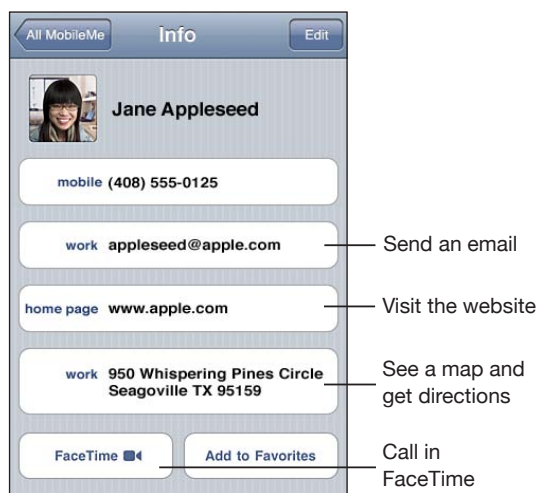 All MobileMe Info Edit
Jane Appleseed
mobile (408) 555-0125
work appleseed@apple.com
Send an email
home page www.apple.com
Visit the website
work 950 Whispering Pines Circle
Seagoville TX 95159
See a map and
get directions
FaceTime Add to Favorites
Call in
FaceTime